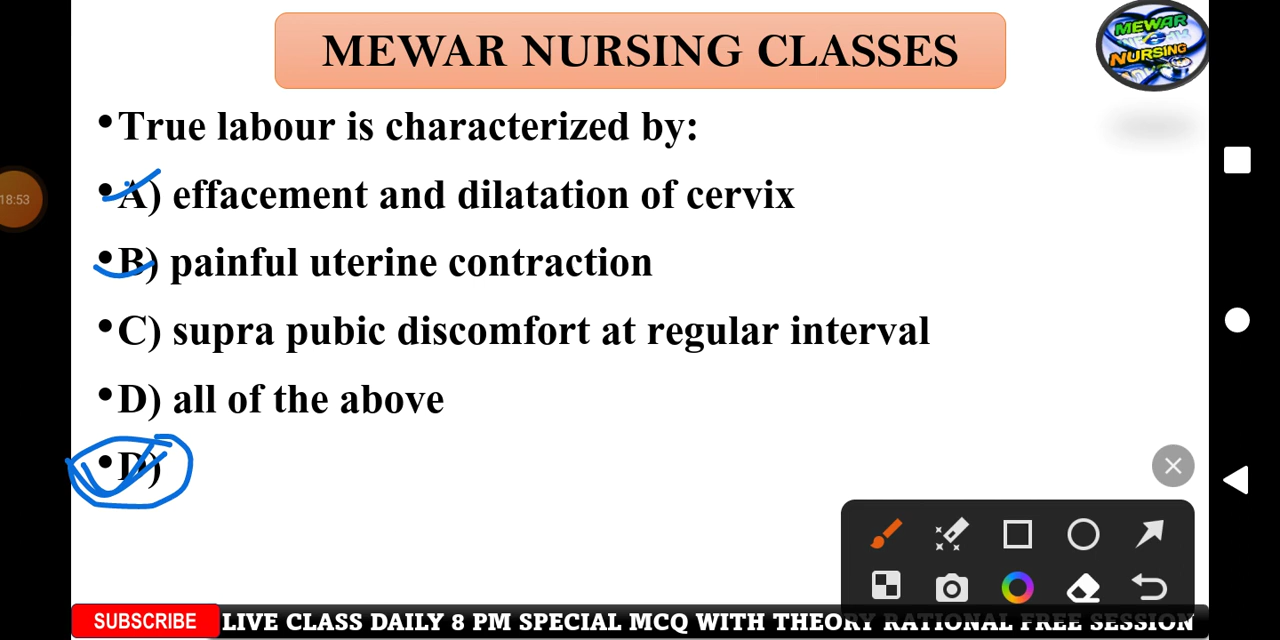 MEWAR NURSING CLASSES
MEWAR
NURSING
•True labour is characterized by:
•A) effacement and dilatation of cervix
•B) painful uterine contraction
•C) supra pubic discomfort at regular interval
•D) all of the above
•D)
18:53
SUBSCRIBE LIVE CLASS DAILY 8 PM SPECIAL MCQ WITH THEORY RATIONAL FREE SESSION